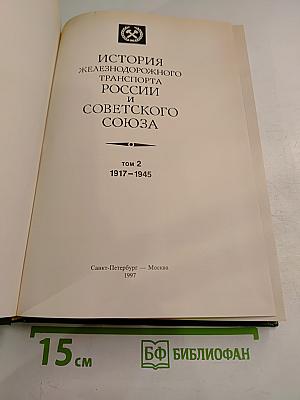 ИСТОРИЯ
ЖЕЛЕЗНОДОРОЖНОГО
ТРАНСПОРТА
РОССИИ
И
СОВЕТСКОГО
СОЮЗА
ТОМ 2
1917–1945
Санкт-Петербург — Москва
1997
15 см
БФ БИБЛИОФАН